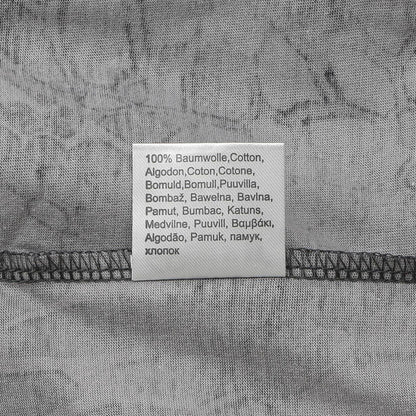 100% Baumwolle,Cotton,
Algodon,Coton,Cotone,
Bomuld,Bomull,Puuvilla,
Bombaž, Bawełna, Bavlna,
Pamut, Bumbac, Katuns,
Medvilnė, Puuvill, Βαμβάκι,
Algodão, Pamuk, памук,
хлопок